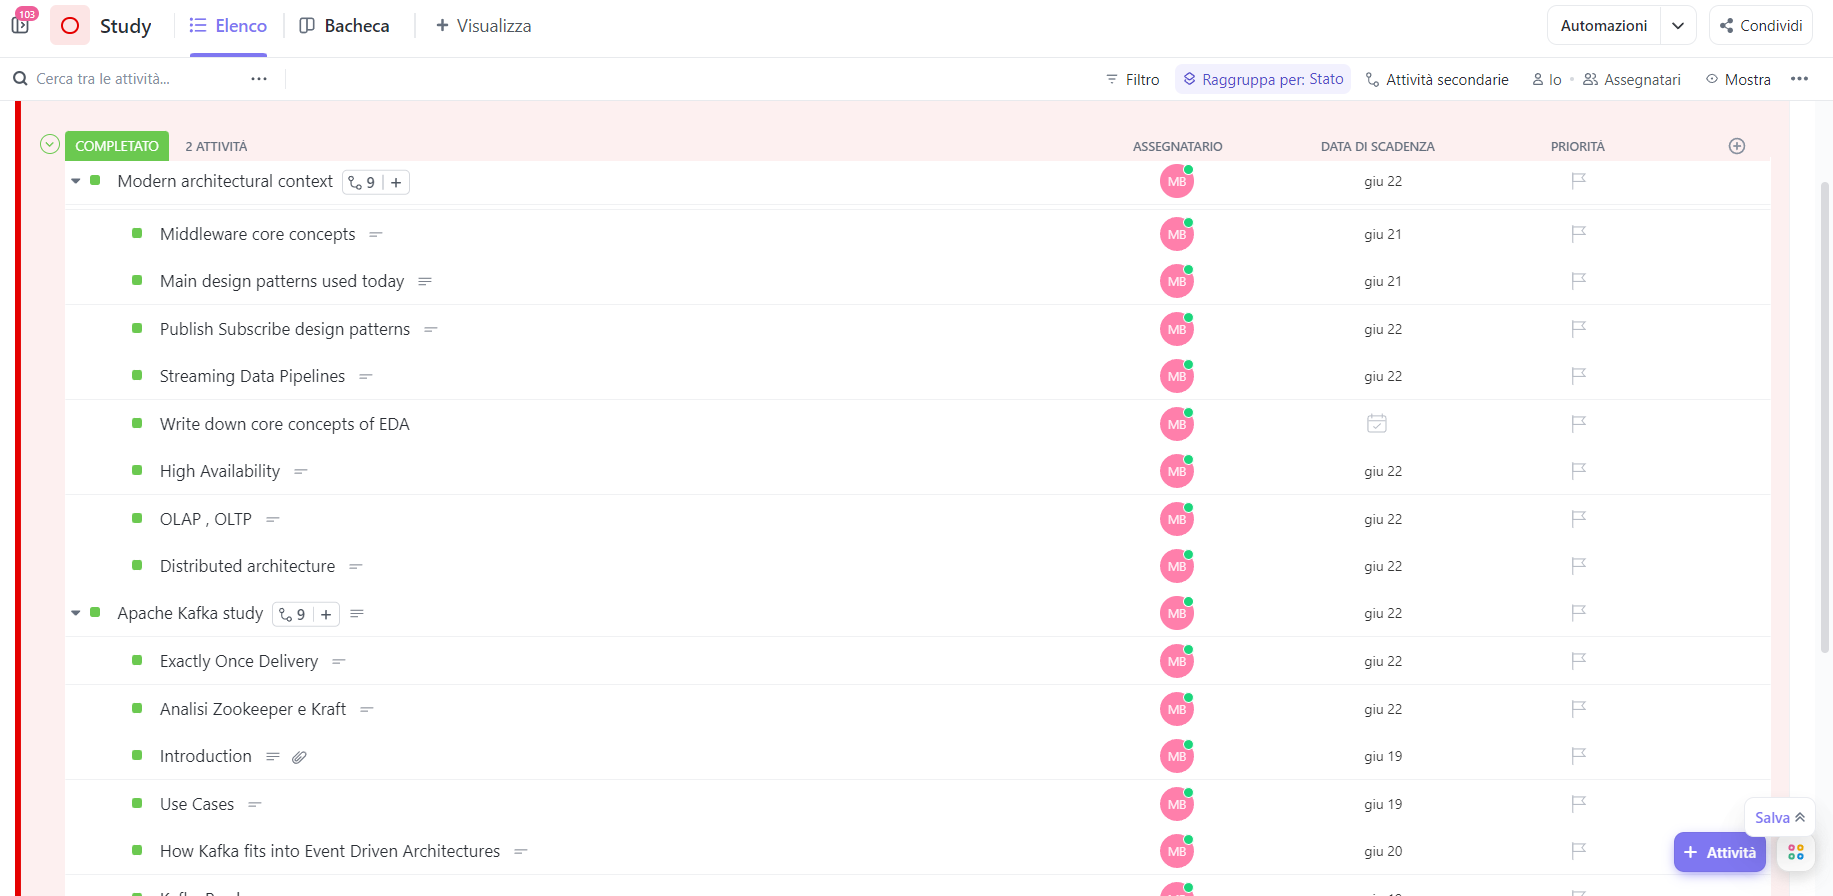 103
Study
Elenco
Bacheca
+ Visualizza
Automazioni
Condividi
Cerca tra le attività...
Filtro
Raggruppa per: Stato
Attività secondarie
Io
Assegnatari
Mostra
COMPLETATO 2 ATTIVITÀ ASSEGNATARIO DATA DI SCADENZA PRIORITÀ
Modern architectural context 9 + MB giu 22
Middleware core concepts MB giu 21
Main design patterns used today MB giu 21
Publish Subscribe design patterns MB giu 22
Streaming Data Pipelines MB giu 22
Write down core concepts of EDA MB
High Availability MB giu 22
OLAP , OLTP MB giu 22
Distributed architecture MB giu 22
Apache Kafka study 9 + MB giu 22
Exactly Once Delivery MB giu 22
Analisi Zookeeper e Kraft MB giu 22
Introduction MB giu 19
Use Cases MB giu 19
How Kafka fits into Event Driven Architectures MB giu 20
Salva
+ Attività